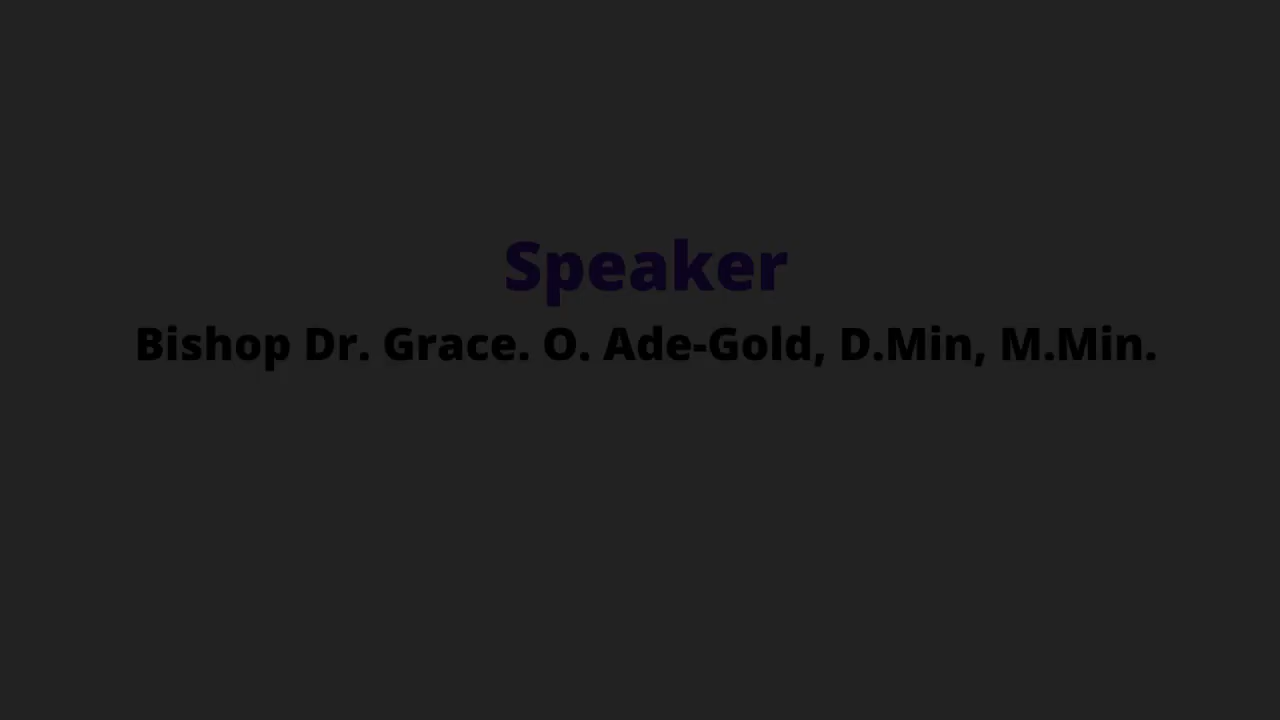 Speaker
Bishop Dr. Grace. O. Ade-Gold, D.Min, M.Min.